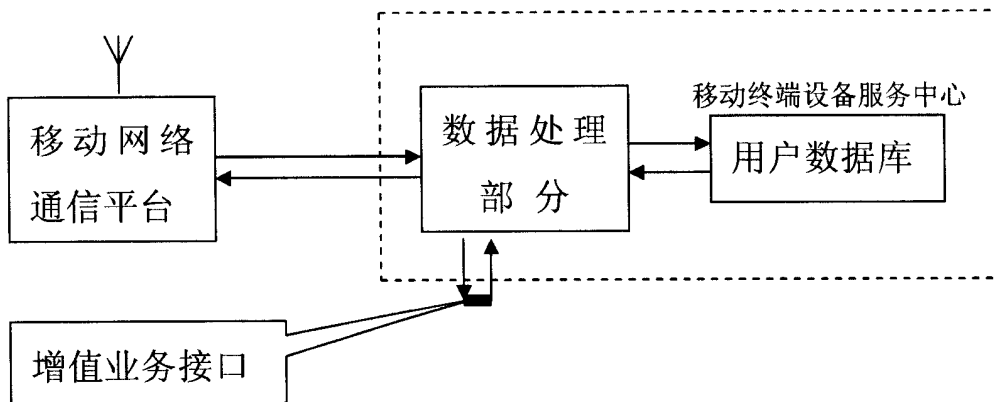 移动网络
通信平台
数据处理
部分
移动终端设备服务中心
用户数据库
增值业务接口